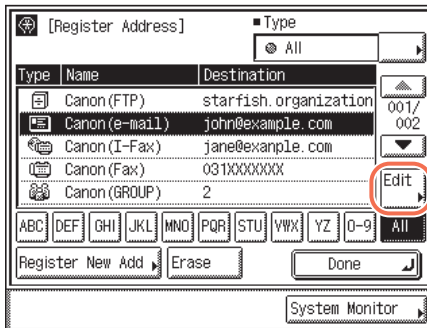 [Register Address]
■Type
All
Type Name Destination
Canon(FTP) starfish.organization
Canon(e-mail) john@example.com
Canon(I-Fax) jane@example.com
Canon(Fax) 031XXXXXXX
Canon(GROUP) 2
001/
002
Edit
ABC DEF GHI JKL MNO PQR STU VWX YZ 0-9 All
Register New Add Erase Done
System Monitor